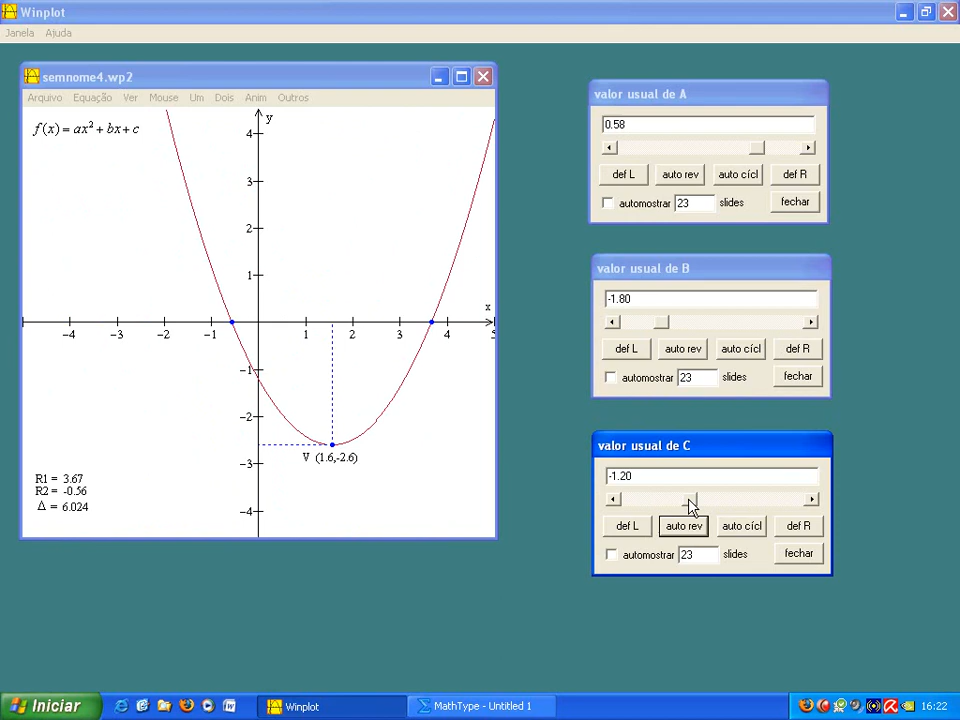 Winplot
Janela Ajuda
semnome4.wp2
Arquivo Equação Ver Mouse Um Dois Anim Outros
f(x) = ax² + bx + c
y
4
3
2
1
x
−4 −3 −2 −1 1 2 3 4 5
−1
−2
−3
−4
V (1.6,-2.6)
R1 = 3.67
R2 = -0.56
Δ = 6.024
valor usual de A
0.58
def L auto rev auto cícl def R
automostrar 23 slides fechar
valor usual de B
-1.80
def L auto rev auto cícl def R
automostrar 23 slides fechar
valor usual de C
-1.20
def L auto rev auto cícl def R
automostrar 23 slides fechar
Iniciar Winplot MathType - Untitled 1 16:22